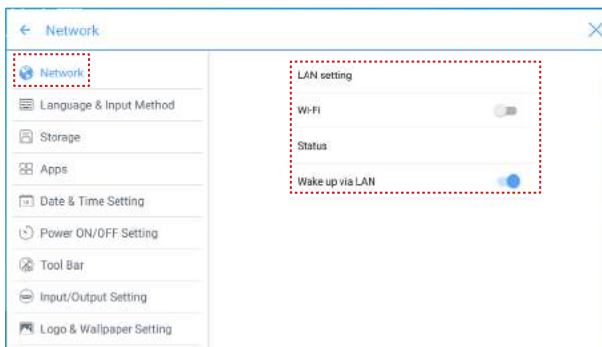 Network
Network
Language & Input Method
Storage
Apps
Date & Time Setting
Power ON/OFF Setting
Tool Bar
Input/Output Setting
Logo & Wallpaper Setting
LAN setting
Wi-Fi
Status
Wake up via LAN